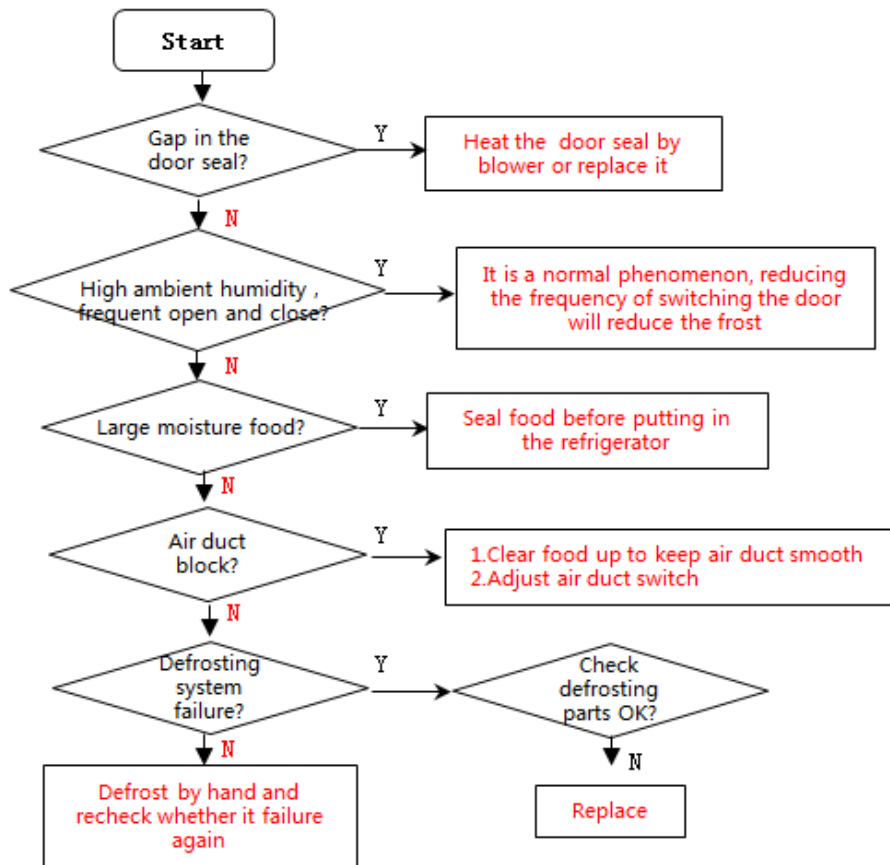 Start
Gap in the
door seal?
Y
Heat the door seal by
blower or replace it
N
High ambient humidity ,
frequent open and close?
Y
It is a normal phenomenon, reducing
the frequency of switching the door
will reduce the frost
N
Large moisture food?
Y
Seal food before putting in
the refrigerator
N
Air duct
block?
Y
1.Clear food up to keep air duct smooth
2.Adjust air duct switch
N
Defrosting
system
failure?
Y
Check
defrosting
parts OK?
N
Defrost by hand and
recheck whether it failure
again
N
Replace